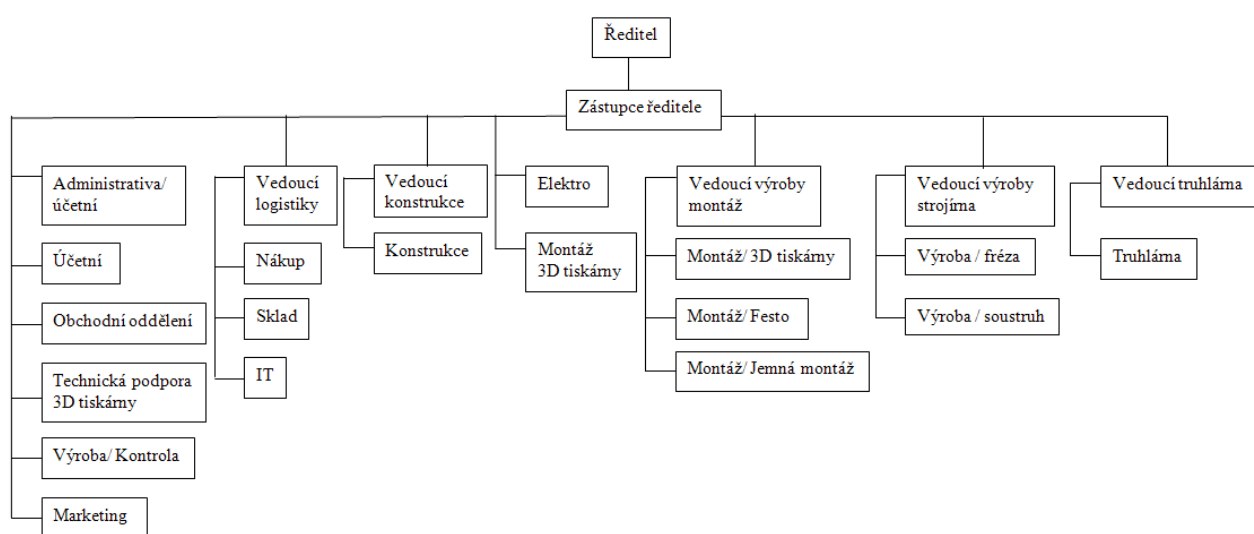 Ředitel
Zástupce ředitele
Administrativa/
účetní
Účetní
Obchodní oddělení
Technická podpora
3D tiskárny
Výroba/ Kontrola
Marketing
Vedoucí
logistiky
Nákup
Sklad
IT
Vedoucí
konstrukce
Konstrukce
Elektro
Montáž
3D tiskárny
Vedoucí výroby
montáž
Montáž/ 3D tiskárny
Montáž/ Festo
Montáž/ Jemná montáž
Vedoucí výroby
strojírna
Výroba / fréza
Výroba / soustruh
Vedoucí truhlárna
Truhlárna